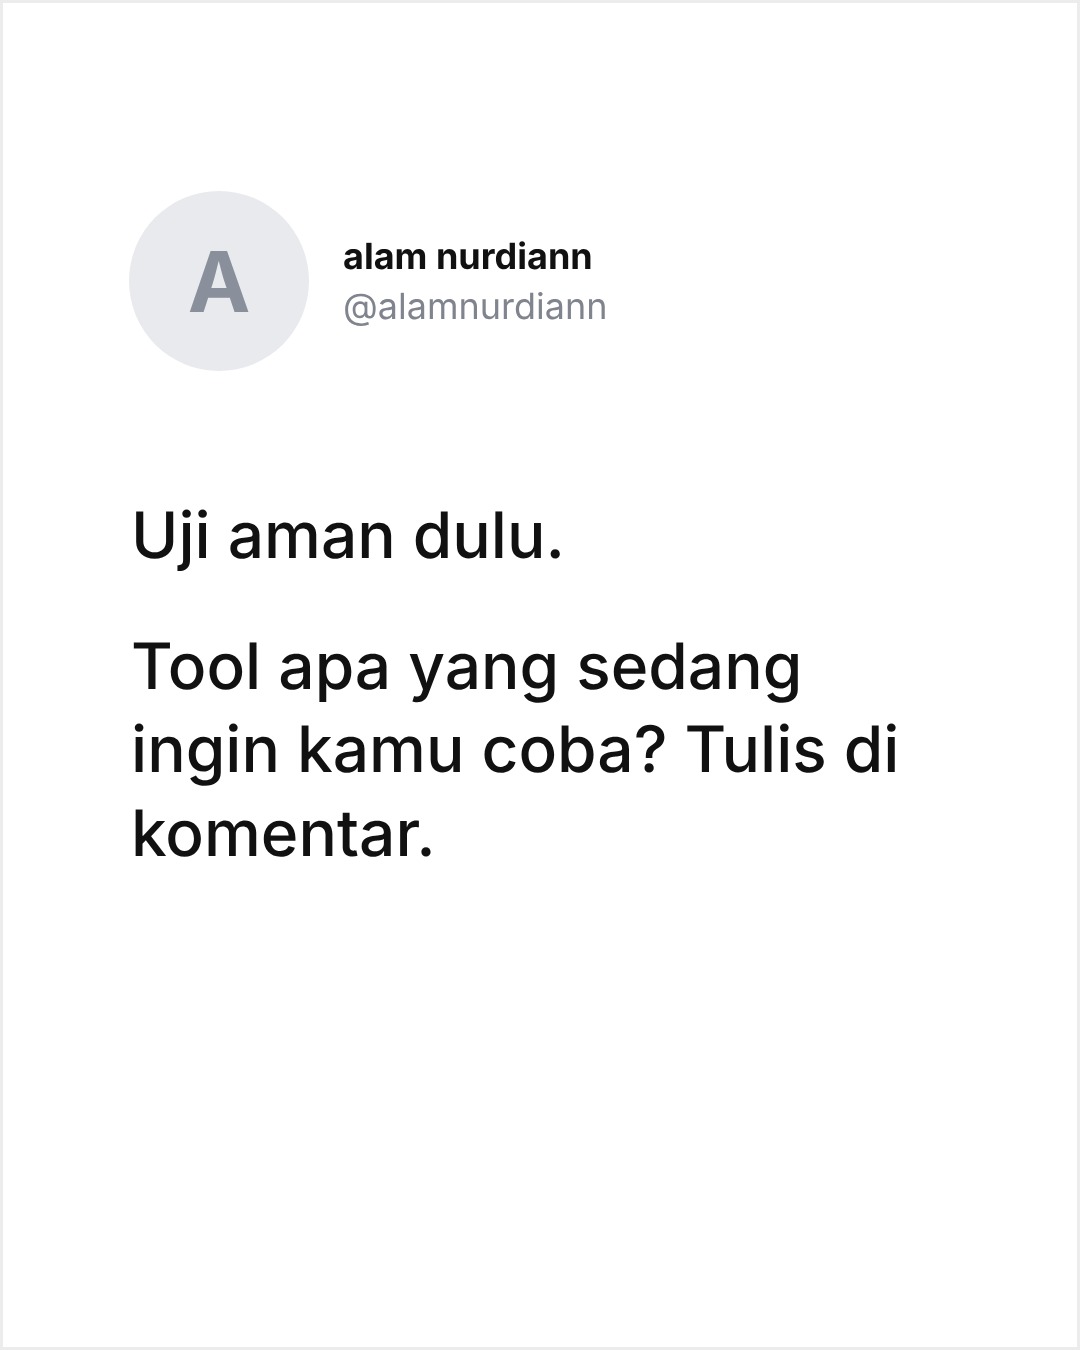 A
alam nurdiann
@alamnurdiann
Uji aman dulu.
Tool apa yang sedang
ingin kamu coba? Tulis di
komentar.